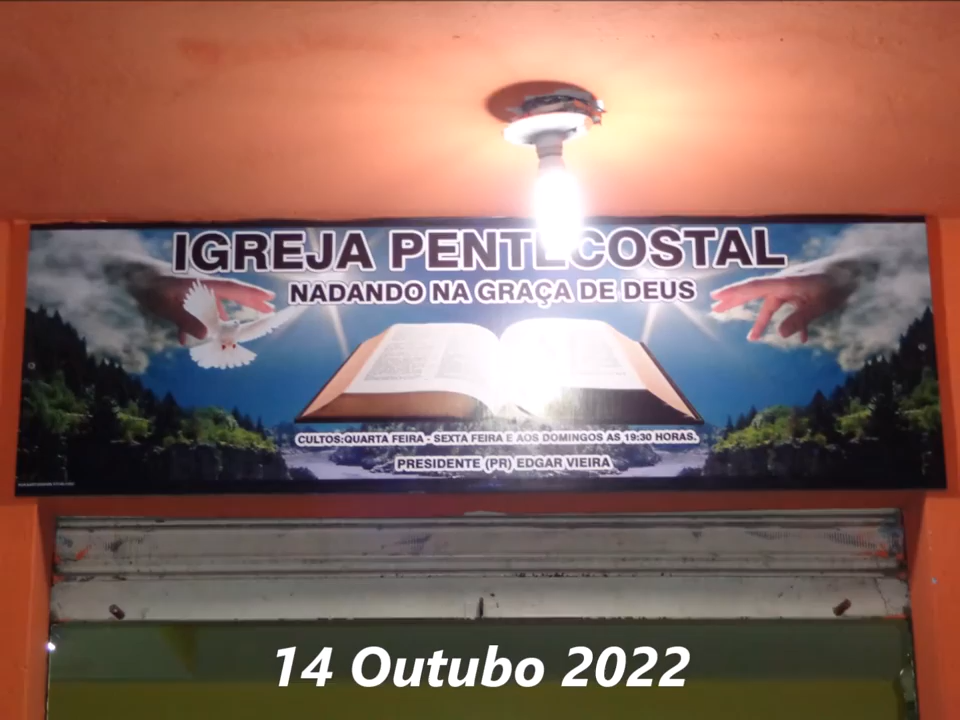 IGREJA PENTECOSTAL
NADANDO NA GRAÇA DE DEUS
CULTOS:QUARTA FEIRA - SEXTA FEIRA E AOS DOMINGOS AS 19:30 HORAS.
PRESIDENTE (PR) EDGAR VIEIRA
14 Outubo 2022